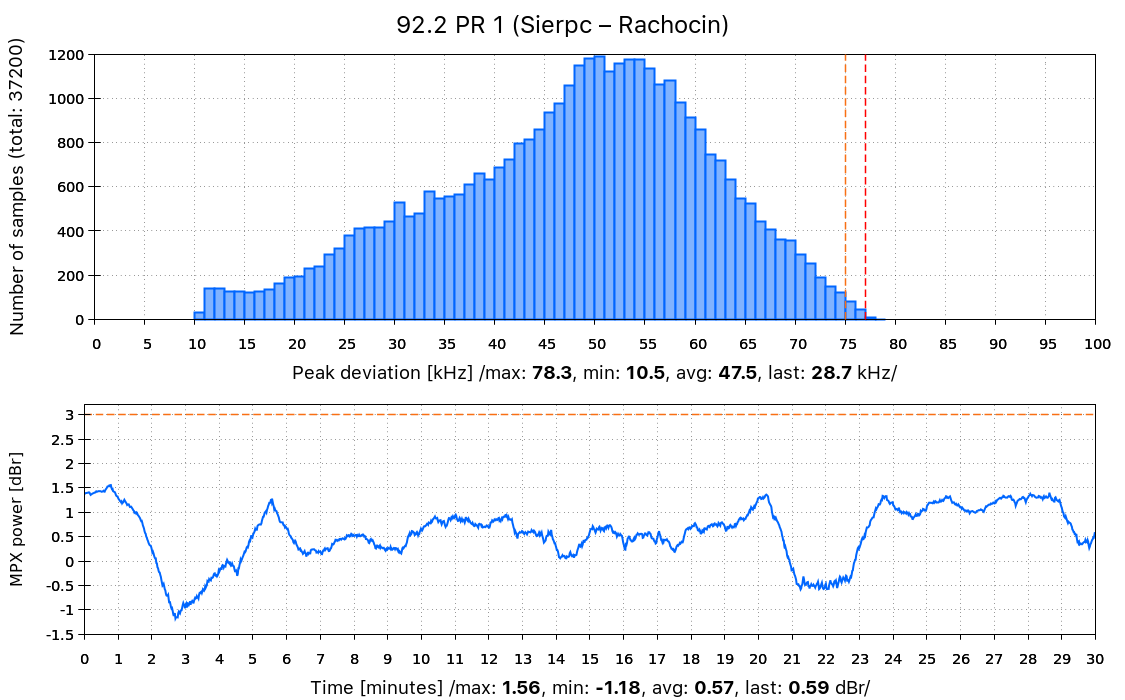 92.2 PR 1 (Sierpc – Rachocin)
Number of samples (total: 37200)
1200
1000
800
600
400
200
0
0 5 10 15 20 25 30 35 40 45 50 55 60 65 70 75 80 85 90 95 100
Peak deviation [kHz] /max: 78.3, min: 10.5, avg: 47.5, last: 28.7 kHz/
MPX power [dBr]
3
2.5
2
1.5
1
0.5
0
-0.5
-1
-1.5
0 1 2 3 4 5 6 7 8 9 10 11 12 13 14 15 16 17 18 19 20 21 22 23 24 25 26 27 28 29 30
Time [minutes] /max: 1.56, min: -1.18, avg: 0.57, last: 0.59 dBr/